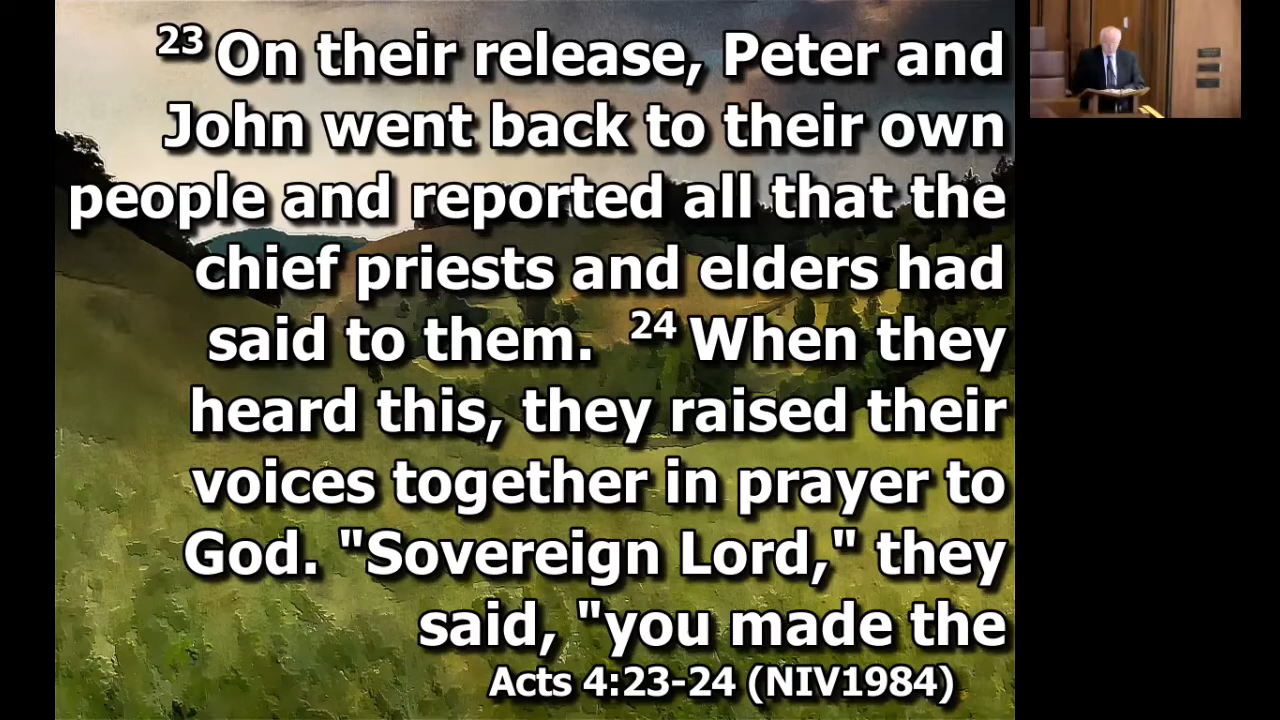 23 On their release, Peter and
John went back to their own
people and reported all that the
chief priests and elders had
said to them. 24 When they
heard this, they raised their
voices together in prayer to
God. "Sovereign Lord," they
said, "you made the
Acts 4:23-24 (NIV1984)